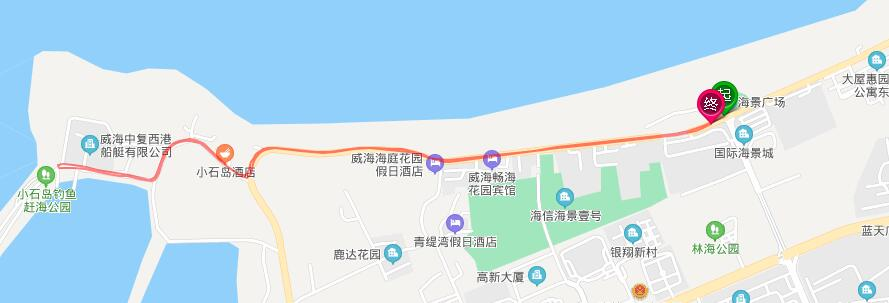 起
终
海景广场
大屋惠园
公寓东
威海中复西港
船艇有限公司
国际海景城
小石岛酒店
威海海庭花园
假日酒店
威海畅海
花园宾馆
小石岛钓鱼
赶海公园
海信海景壹号
青缇湾假日酒店
鹿达花园
银翔新村
林海公园
蓝天广
高新大厦